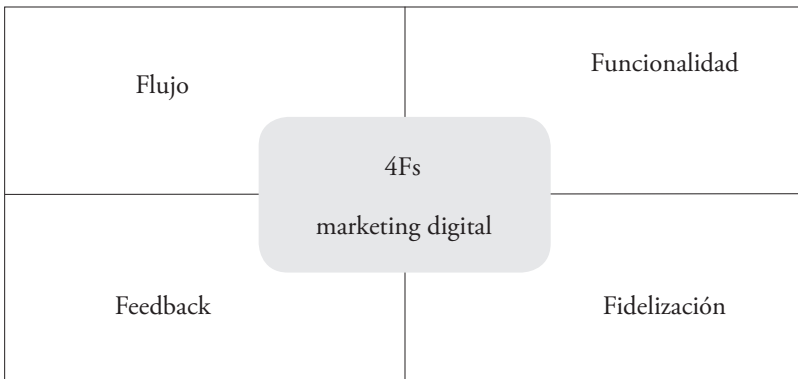 Flujo
Funcionalidad
4Fs
marketing digital
Feedback
Fidelización